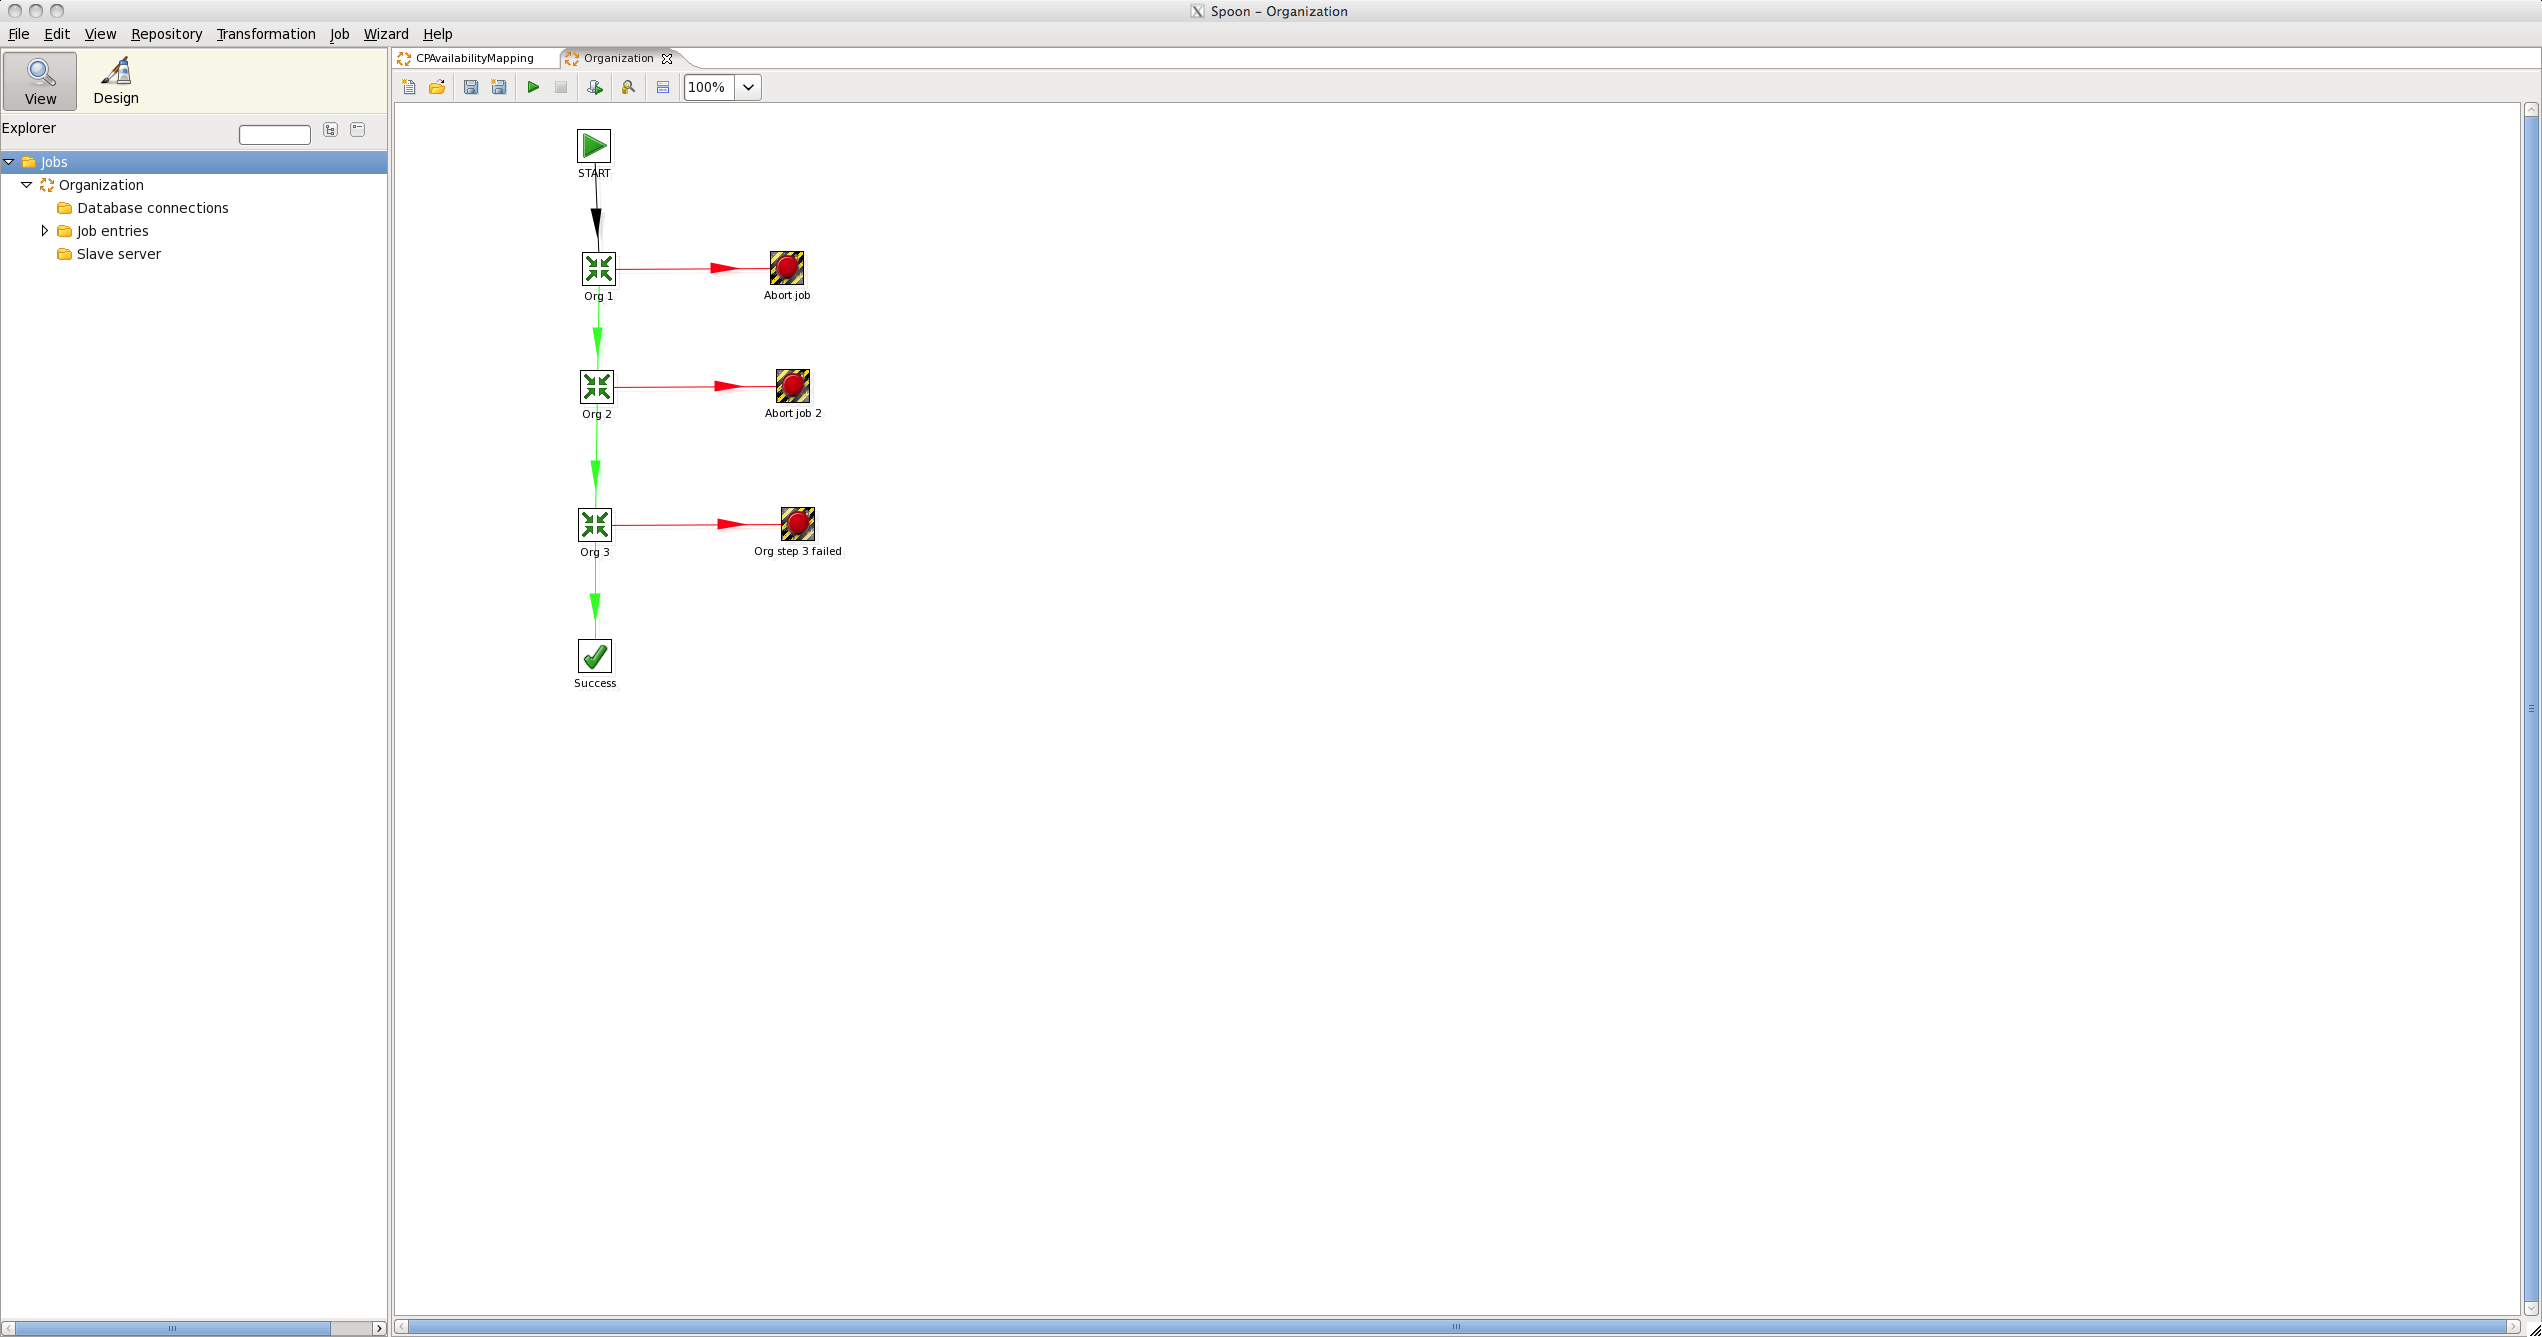 Spoon – Organization
File Edit View Repository Transformation Job Wizard Help
View
Design
Explorer
Jobs
Organization
Database connections
Job entries
Slave server
CPAvailabilityMapping
Organization
100%
START
Org 1
Abort job
Org 2
Abort job 2
Org 3
Org step 3 failed
Success